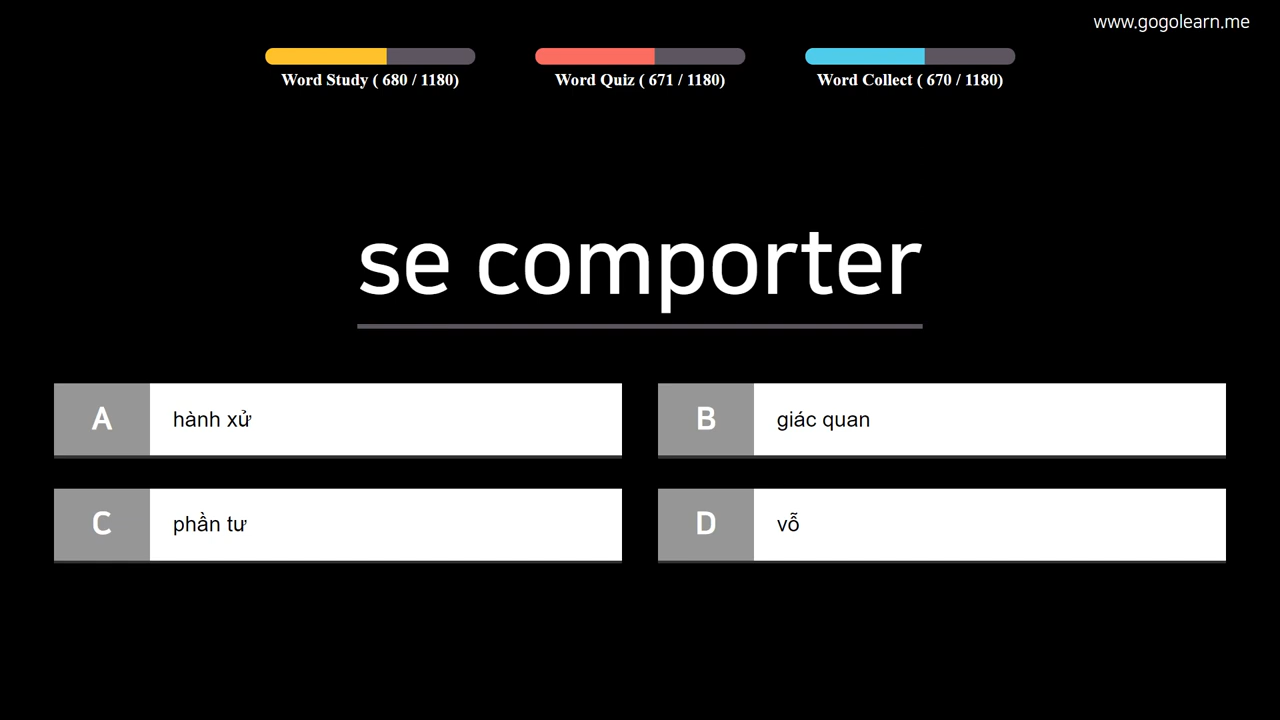 www.gogolearn.me
Word Study ( 680 / 1180)
Word Quiz ( 671 / 1180)
Word Collect ( 670 / 1180)
se comporter
A
hành xử
B
giác quan
C
phần tư
D
vỗ